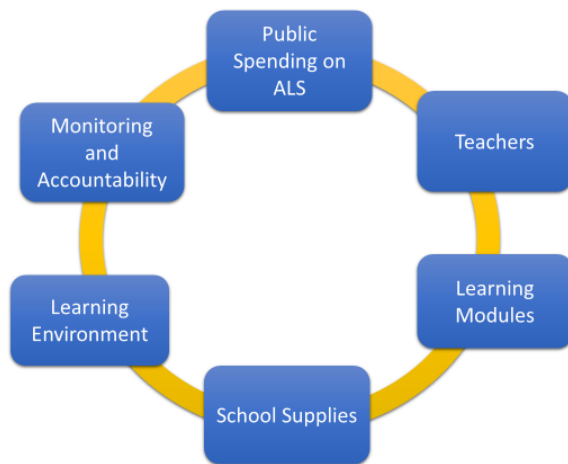 Public
Spending on
ALS
Teachers
Learning
Modules
School Supplies
Learning
Environment
Monitoring
and
Accountability